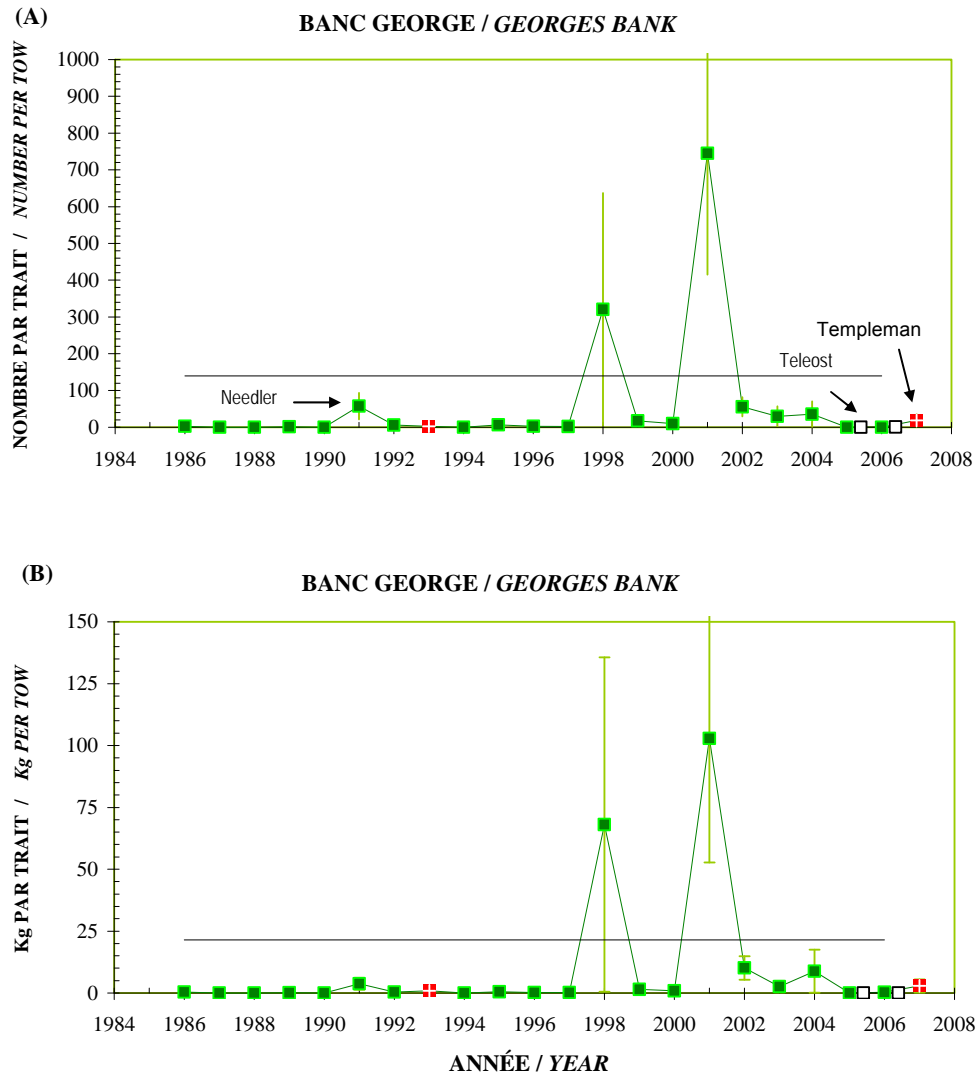 (A)
BANC GEORGE / GEORGES BANK
NOMBRE PAR TRAIT / NUMBER PER TOW
1000
900
800
700
600
500
400
300
200
100
0
Needler
Teleost
Templeman
1984 1986 1988 1990 1992 1994 1996 1998 2000 2002 2004 2006 2008
(B)
BANC GEORGE / GEORGES BANK
Kg PAR TRAIT / Kg PER TOW
150
125
100
75
50
25
0
1984 1986 1988 1990 1992 1994 1996 1998 2000 2002 2004 2006 2008
ANNÉE / YEAR